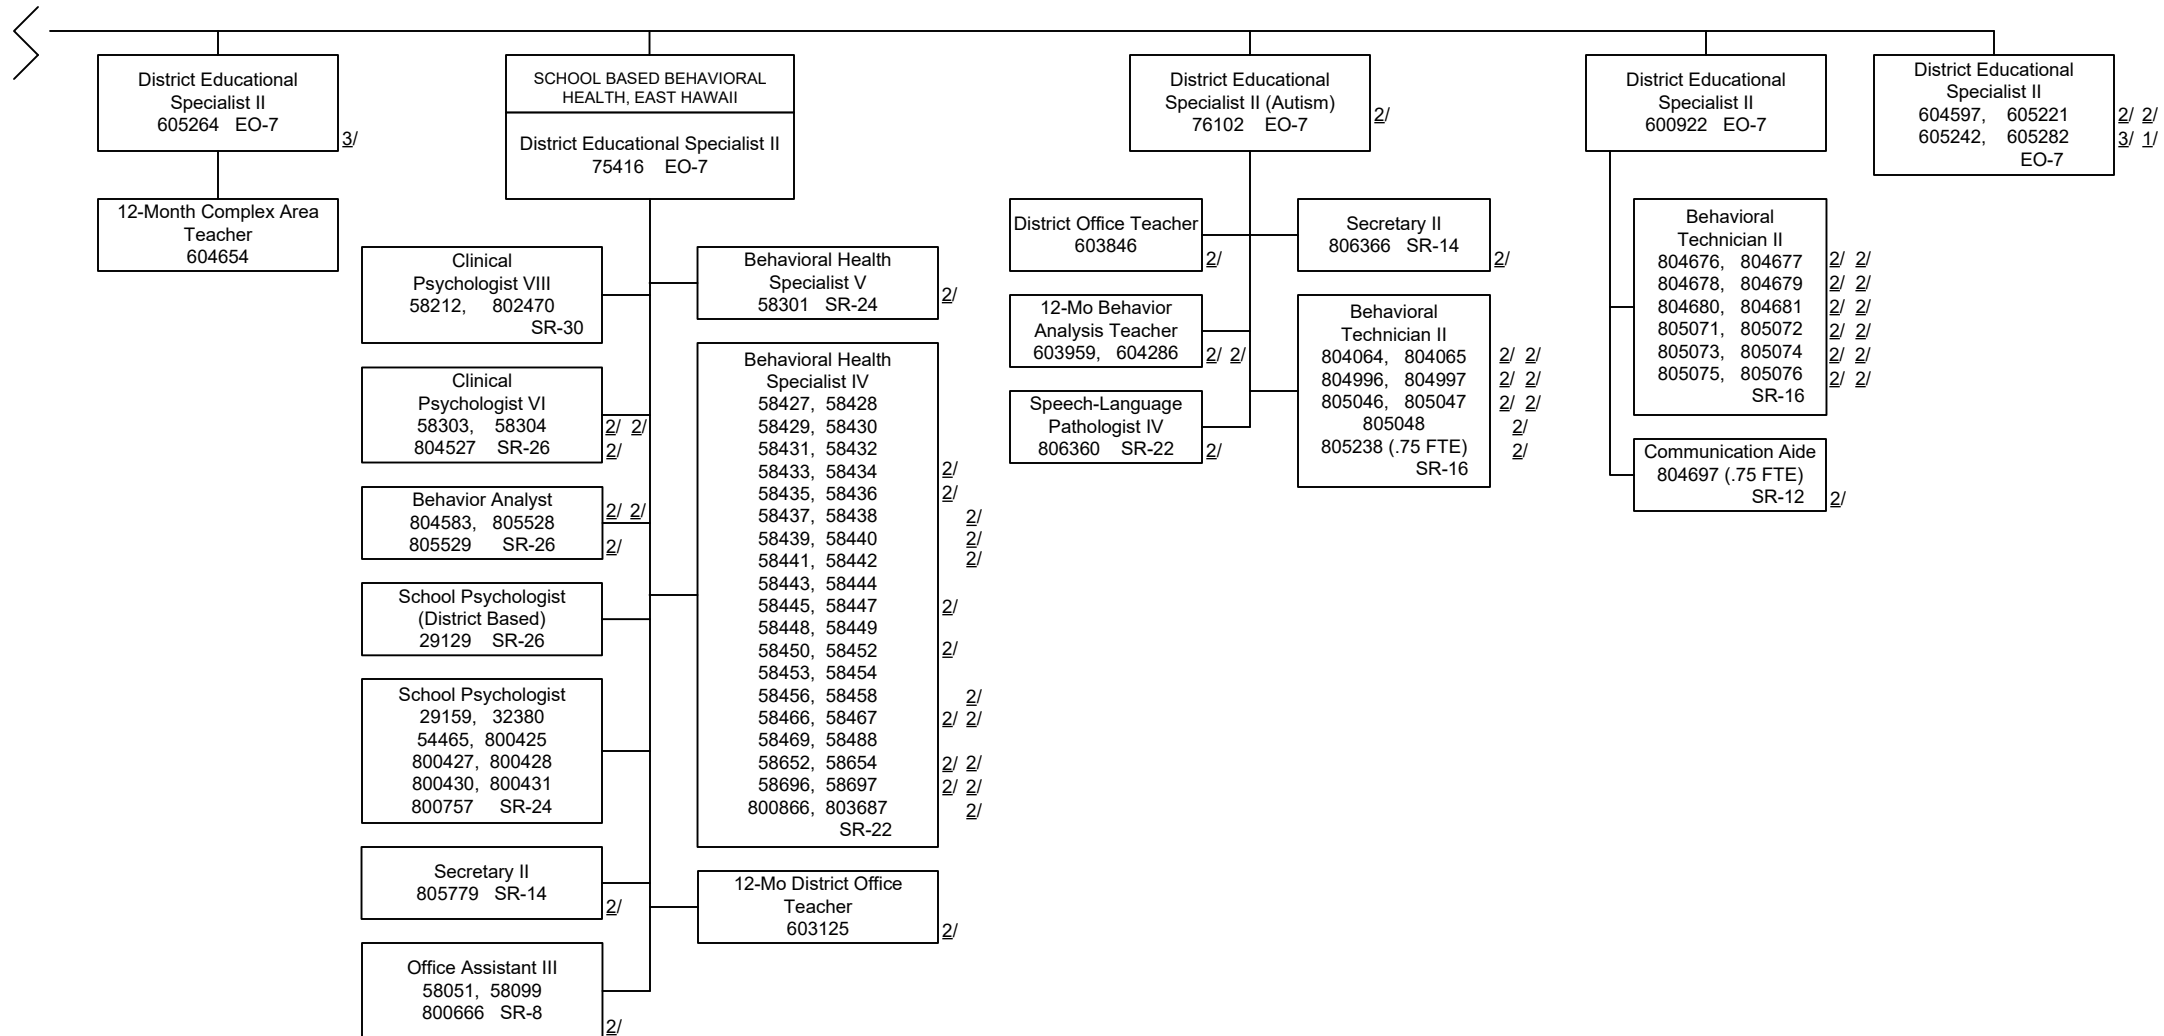 District Educational
Specialist II
605264 EO-7
3/
12-Month Complex Area
Teacher
604654
SCHOOL BASED BEHAVIORAL
HEALTH, EAST HAWAII
District Educational Specialist II
75416 EO-7
Clinical
Psychologist VIII
58212, 802470
SR-30
Clinical
Psychologist VI
58303, 58304 2/ 2/
804527 SR-26 2/
Behavior Analyst
804583, 805528 2/ 2/
805529 SR-26 2/
School Psychologist
(District Based)
29129 SR-26
School Psychologist
29159, 32380
54465, 800425
800427, 800428
800430, 800431
800757 SR-24
Secretary II
805779 SR-14
2/
Office Assistant III
58051, 58099
800666 SR-8
2/
Behavioral Health
Specialist V
58301 SR-24 2/
Behavioral Health
Specialist IV
58427, 58428
58429, 58430
58431, 58432
58433, 58434 2/
58435, 58436 2/
58437, 58438 2/
58439, 58440 2/
58441, 58442 2/
58443, 58444
58445, 58447 2/
58448, 58449
58450, 58452 2/
58453, 58454
58456, 58458 2/
58466, 58467 2/ 2/
58469, 58488
58652, 58654 2/ 2/
58696, 58697 2/ 2/
800866, 803687 2/
SR-22
12-Mo District Office
Teacher
603125 2/
District Educational
Specialist II (Autism)
76102 EO-7 2/
District Office Teacher
603846 2/
12-Mo Behavior
Analysis Teacher
603959, 604286 2/ 2/
Speech-Language
Pathologist IV
806360 SR-22 2/
Secretary II
806366 SR-14 2/
Behavioral
Technician II
804064, 804065 2/ 2/
804996, 804997 2/ 2/
805046, 805047 2/ 2/
805048 2/
805238 (.75 FTE) 2/
SR-16
District Educational
Specialist II
600922 EO-7
Behavioral
Technician II
804676, 804677 2/ 2/
804678, 804679 2/ 2/
804680, 804681 2/ 2/
805071, 805072 2/ 2/
805073, 805074 2/ 2/
805075, 805076 2/ 2/
SR-16
Communication Aide
804697 (.75 FTE)
SR-12 2/
District Educational
Specialist II
604597, 605221 2/ 2/
605242, 605282 3/ 1/
EO-7